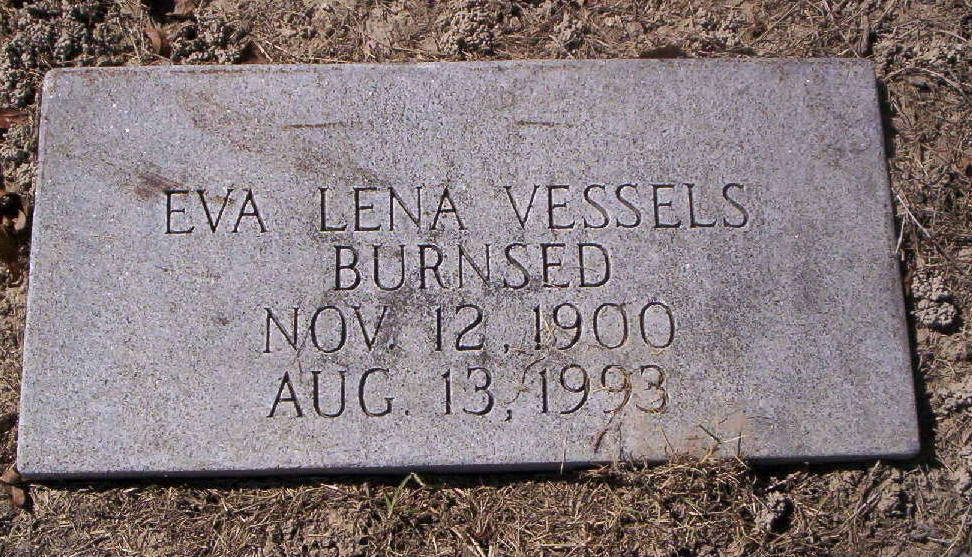 EVA LENA VESSELS
BURNSED
NOV. 12, 1900
AUG. 13, 1993